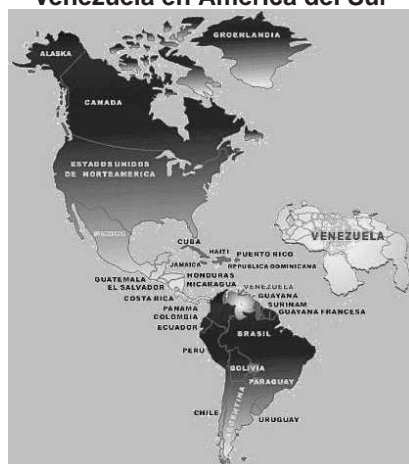 Venezuela en América del Sur
GROENLANDIA
ALASKA
CANADA
ESTADOS UNIDOS
DE NORTEAMERICA
MEXICO
CUBA
HAITI
PUERTO RICO
JAMAICA
REPUBLICA DOMINICANA
VENEZUELA
GUATEMALA
HONDURAS
EL SALVADOR
NICARAGUA
VENEZUELA
COSTA RICA
GUAYANA
PANAMA
SURINAM
COLOMBIA
GUAYANA FRANCESA
ECUADOR
BRASIL
PERU
BOLIVIA
PARAGUAY
CHILE
ARGENTINA
URUGUAY